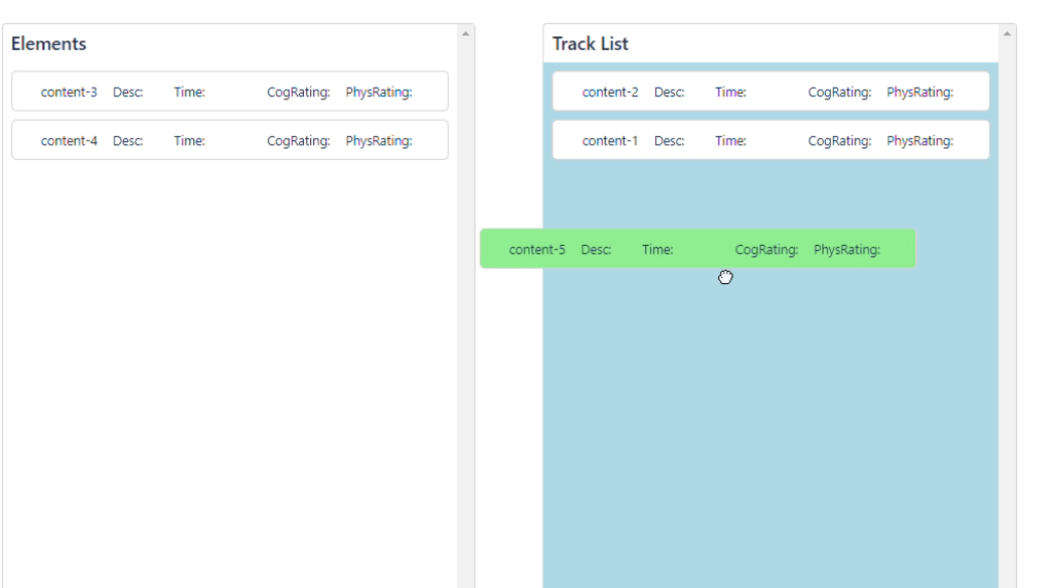 Elements
content-3 Desc: Time: CogRating: PhysRating:
content-4 Desc: Time: CogRating: PhysRating:
Track List
content-2 Desc: Time: CogRating: PhysRating:
content-1 Desc: Time: CogRating: PhysRating:
content-5 Desc: Time: CogRating: PhysRating: